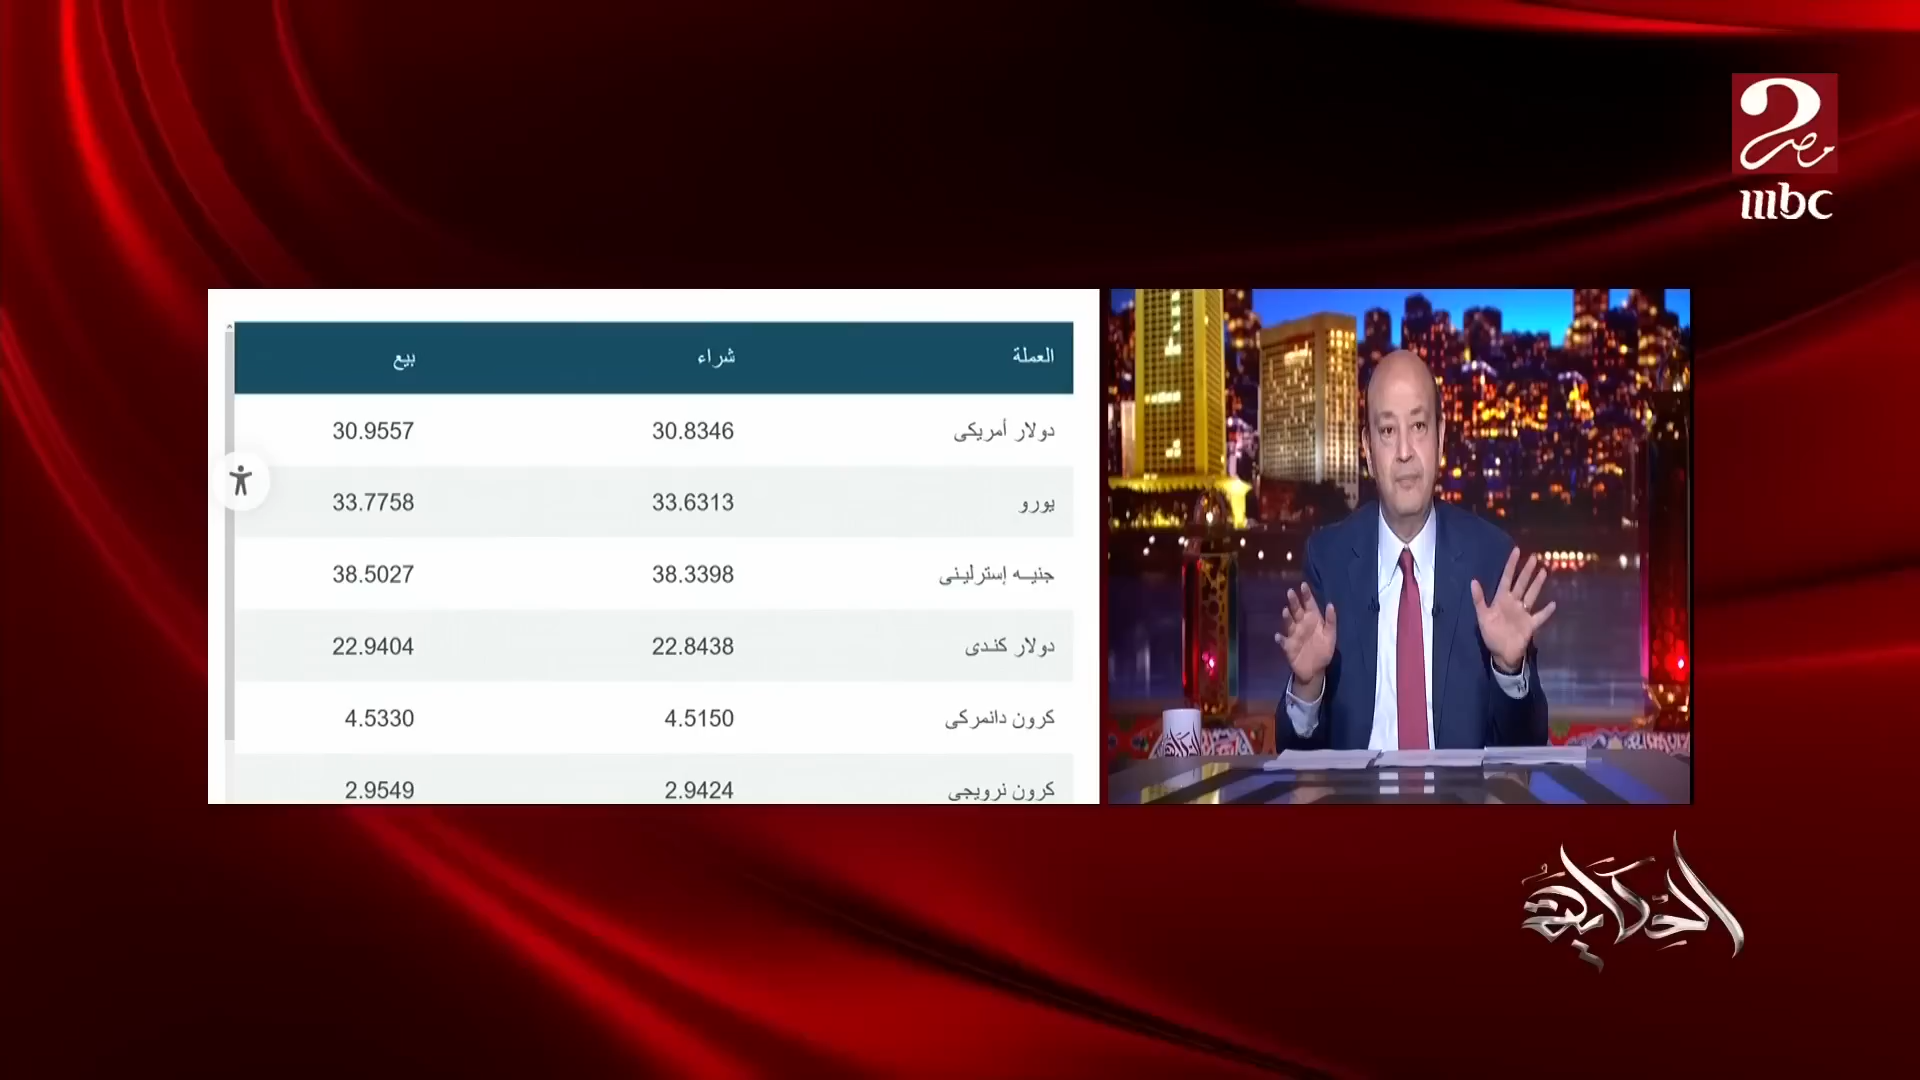 مصر
mbc
العملة شراء بيع
دولار أمريكى 30.8346 30.9557
يورو 33.6313 33.7758
جنيــه إسترلينى 38.3398 38.5027
دولار كندى 22.8438 22.9404
كرون دانمركى 4.5150 4.5330
كرون نرويجى 2.9424 2.9549
الحكاية